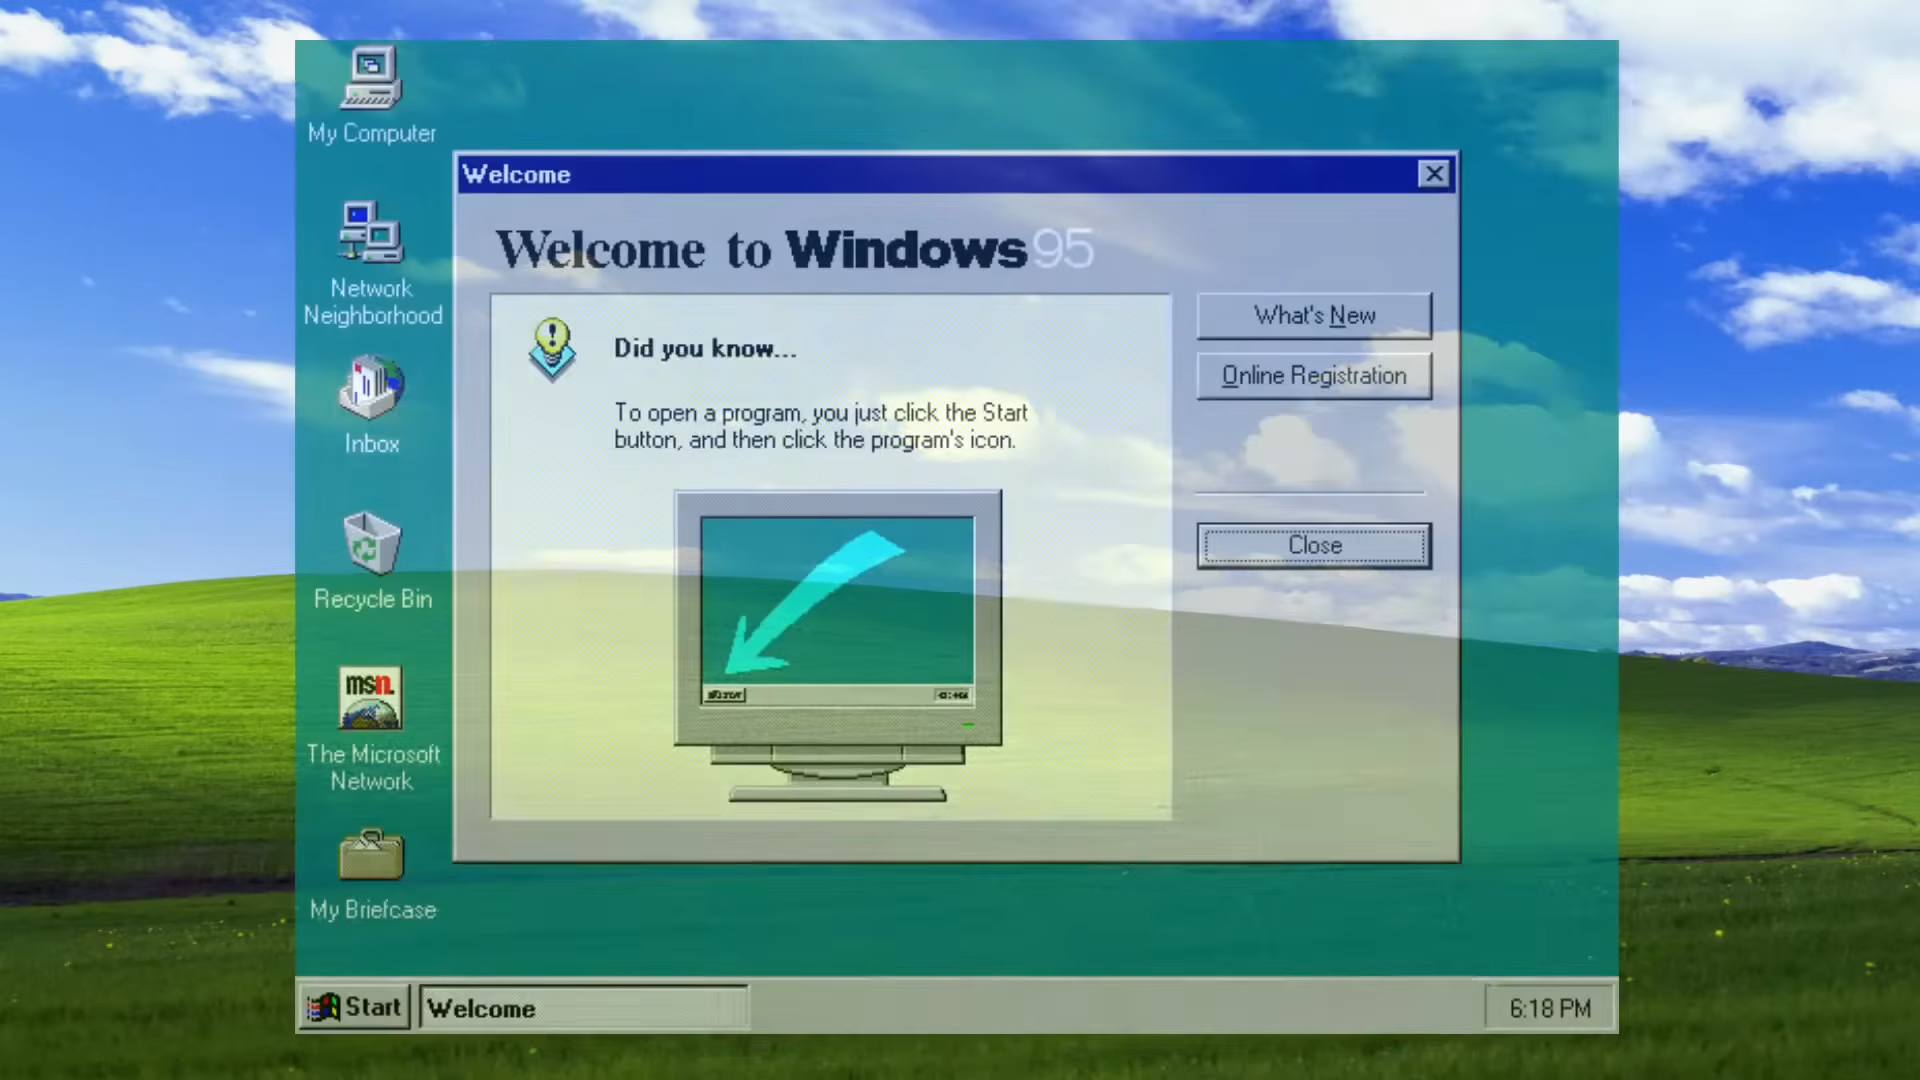 My Computer
Network
Neighborhood
Inbox
Recycle Bin
msn.
The Microsoft
Network
My Briefcase
Welcome
Welcome to Windows 95
Did you know...
To open a program, you just click the Start
button, and then click the program's icon.
What's New
Online Registration
Close
Start
Welcome
6:18 PM